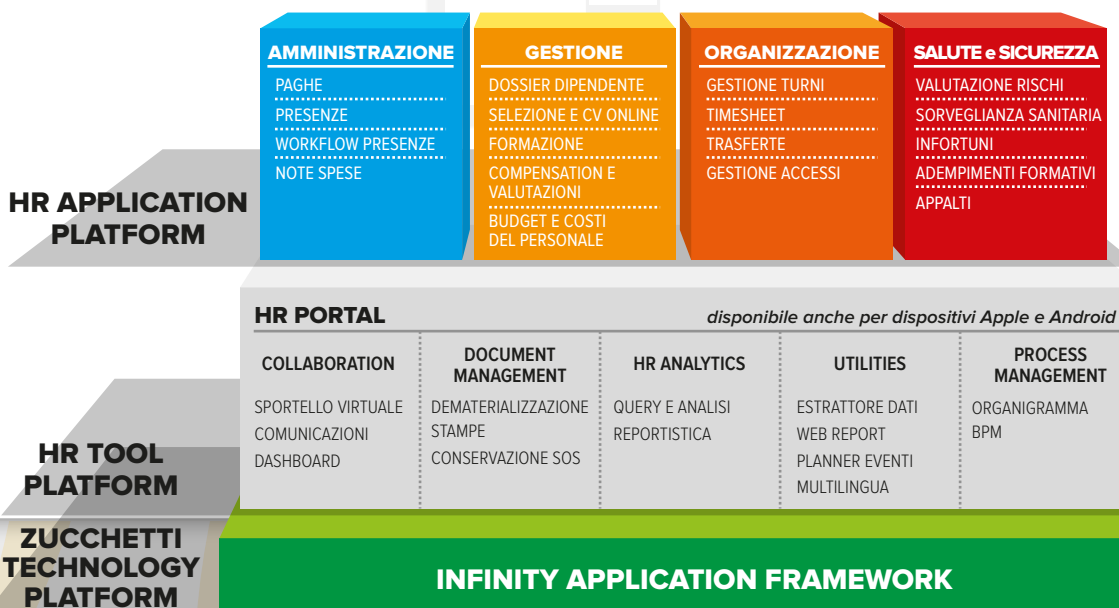 HR APPLICATION
PLATFORM
AMMINISTRAZIONE
PAGHE
PRESENZE
WORKFLOW PRESENZE
NOTE SPESE
GESTIONE
DOSSIER DIPENDENTE
SELEZIONE E CV ONLINE
FORMAZIONE
COMPENSATION E
VALUTAZIONI
BUDGET E COSTI
DEL PERSONALE
ORGANIZZAZIONE
GESTIONE TURNI
TIMESHEET
TRASFERTE
GESTIONE ACCESSI
SALUTE e SICUREZZA
VALUTAZIONE RISCHI
SORVEGLIANZA SANITARIA
INFORTUNI
ADEMPIMENTI FORMATIVI
APPALTI
HR TOOL
PLATFORM
HR PORTAL
disponibile anche per dispositivi Apple e Android
COLLABORATION
SPORTELLO VIRTUALE
COMUNICAZIONI
DASHBOARD
DOCUMENT
MANAGEMENT
DEMATERIALIZZAZIONE
STAMPE
CONSERVAZIONE SOS
HR ANALYTICS
QUERY E ANALISI
REPORTISTICA
UTILITIES
ESTRATTORE DATI
WEB REPORT
PLANNER EVENTI
MULTILINGUA
PROCESS
MANAGEMENT
ORGANIGRAMMA
BPM
ZUCCHETTI
TECHNOLOGY
PLATFORM
INFINITY APPLICATION FRAMEWORK